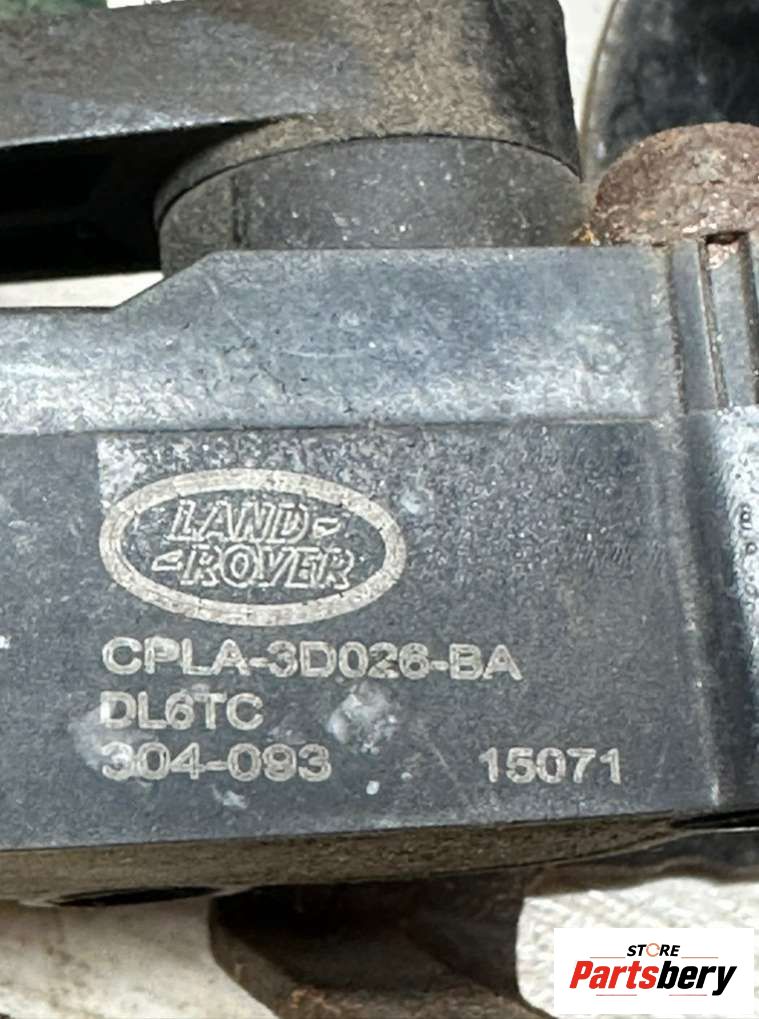 LAND-
-ROVER
CPLA-3D026-BA
DL6TC
304-093 15071
STORE
Partsbery